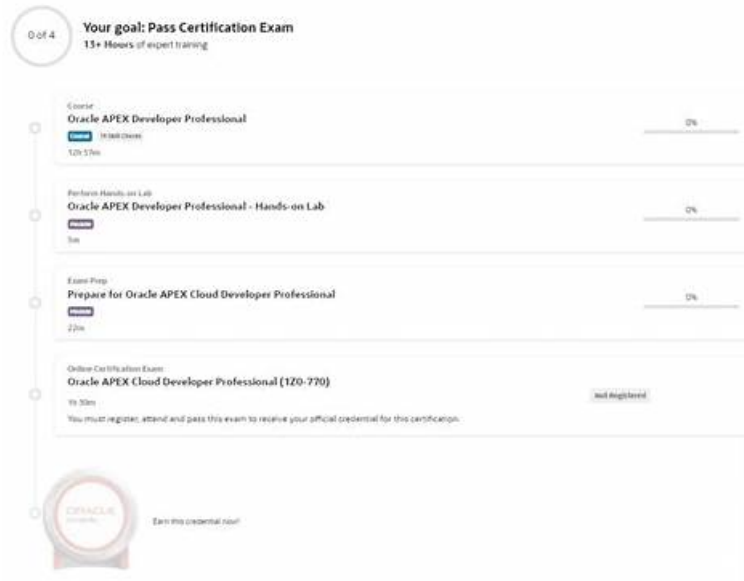 0 of 4
Your goal: Pass Certification Exam
13+ Hours of expert training
Course
Oracle APEX Developer Professional
Course
Skill Checks
12h 57m
0%
Perform Hands-on Lab
Oracle APEX Developer Professional - Hands-on Lab
5m
0%
Exam Prep
Prepare for Oracle APEX Cloud Developer Professional
22m
0%
Online Certification Exam
Oracle APEX Cloud Developer Professional (1Z0-770)
1h 30m
Not Registered
You must register, attend and pass this exam to receive your official credential for this certification.
ORACLE
Earn this credential now!